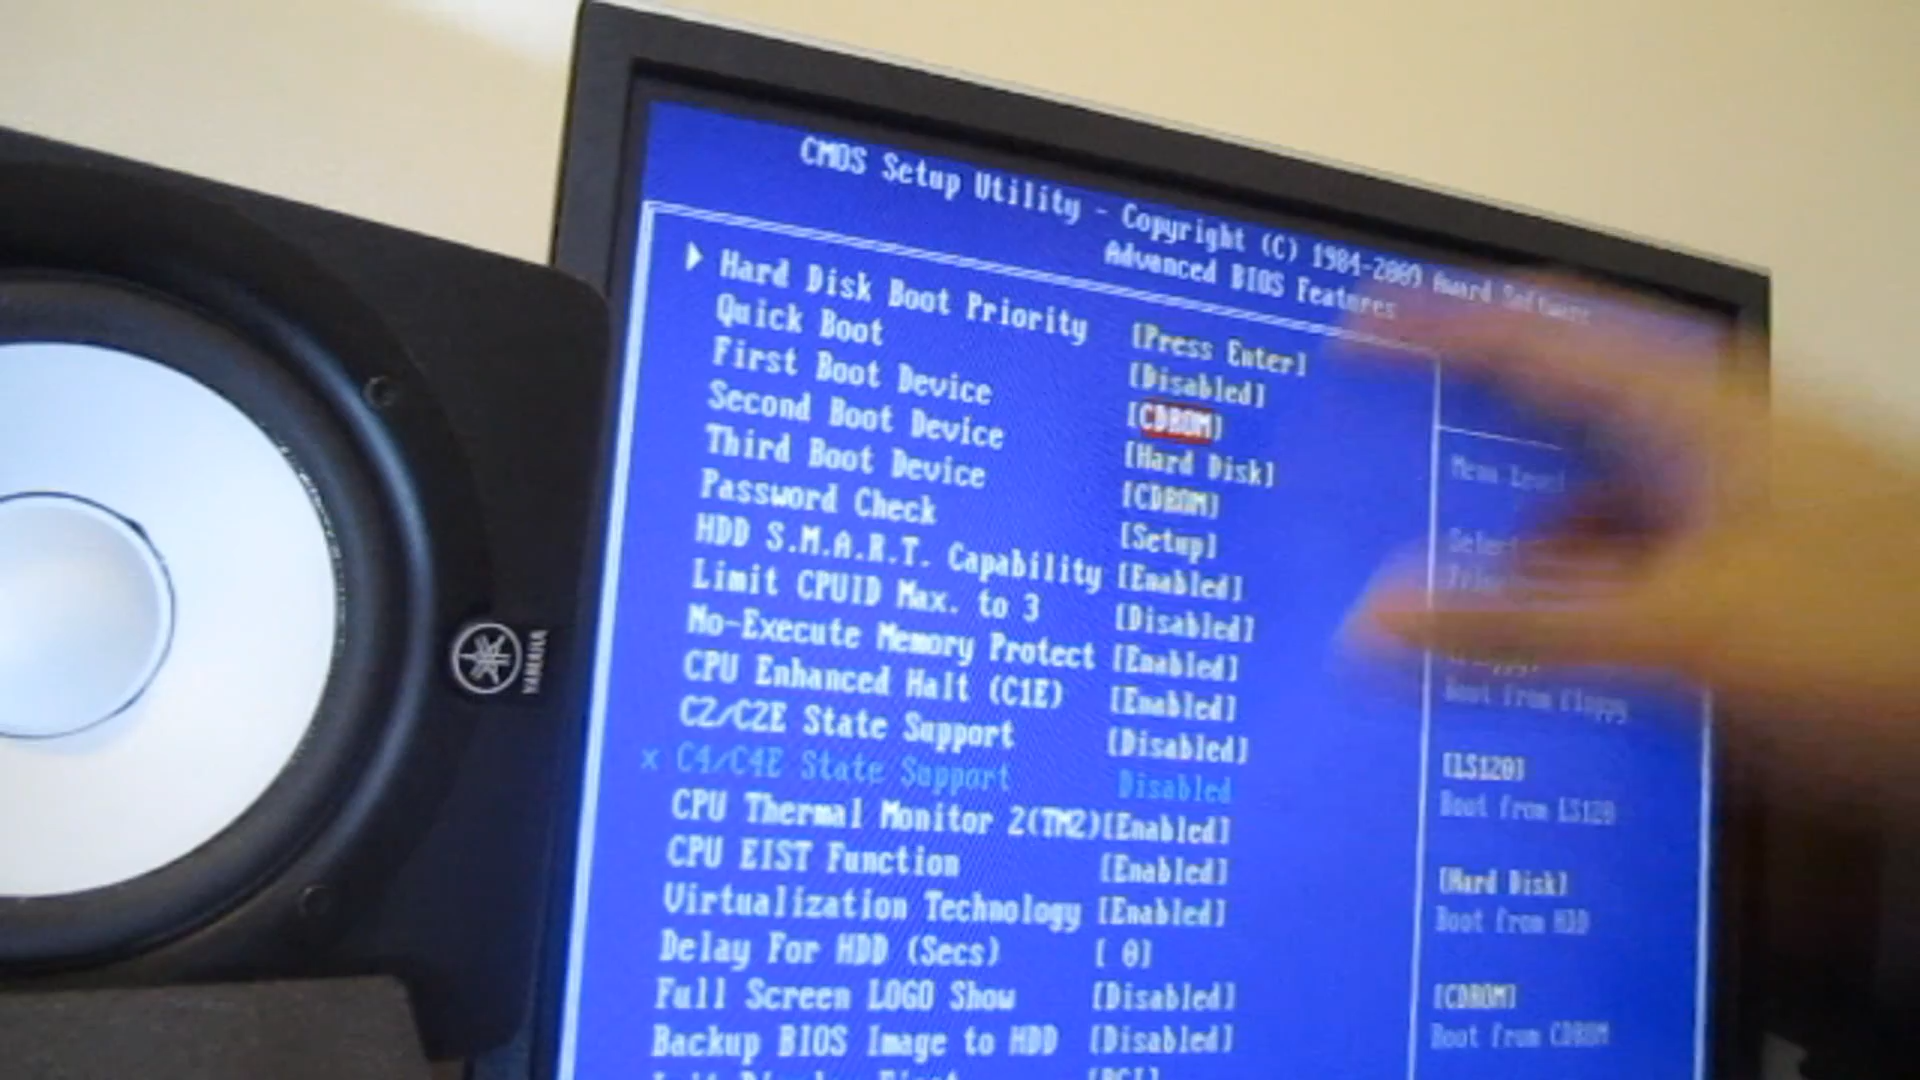 CMOS Setup Utility - Copyright (C) 1984-2009 Award Software
Advanced BIOS Features
Hard Disk Boot Priority [Press Enter]
Quick Boot [Disabled]
First Boot Device [CDROM]
Second Boot Device [Hard Disk]
Third Boot Device [CDROM]
Password Check [Setup]
HDD S.M.A.R.T. Capability [Enabled]
Limit CPUID Max. to 3 [Disabled]
No-Execute Memory Protect [Enabled]
CPU Enhanced Halt (C1E) [Enabled]
C2/C2E State Support [Disabled]
x C4/C4E State Support Disabled
CPU Thermal Monitor 2(TM2) [Enabled]
CPU EIST Function [Enabled]
Virtualization Technology [Enabled]
Delay For HDD (Secs) [ 0]
Full Screen LOGO Show [Disabled]
Backup BIOS Image to HDD [Disabled]
Menu Level
Boot from Floppy
[LS120]
Boot from LS120
[Hard Disk]
Boot from HDD
[CDROM]
Boot from CDROM
YAMAHA